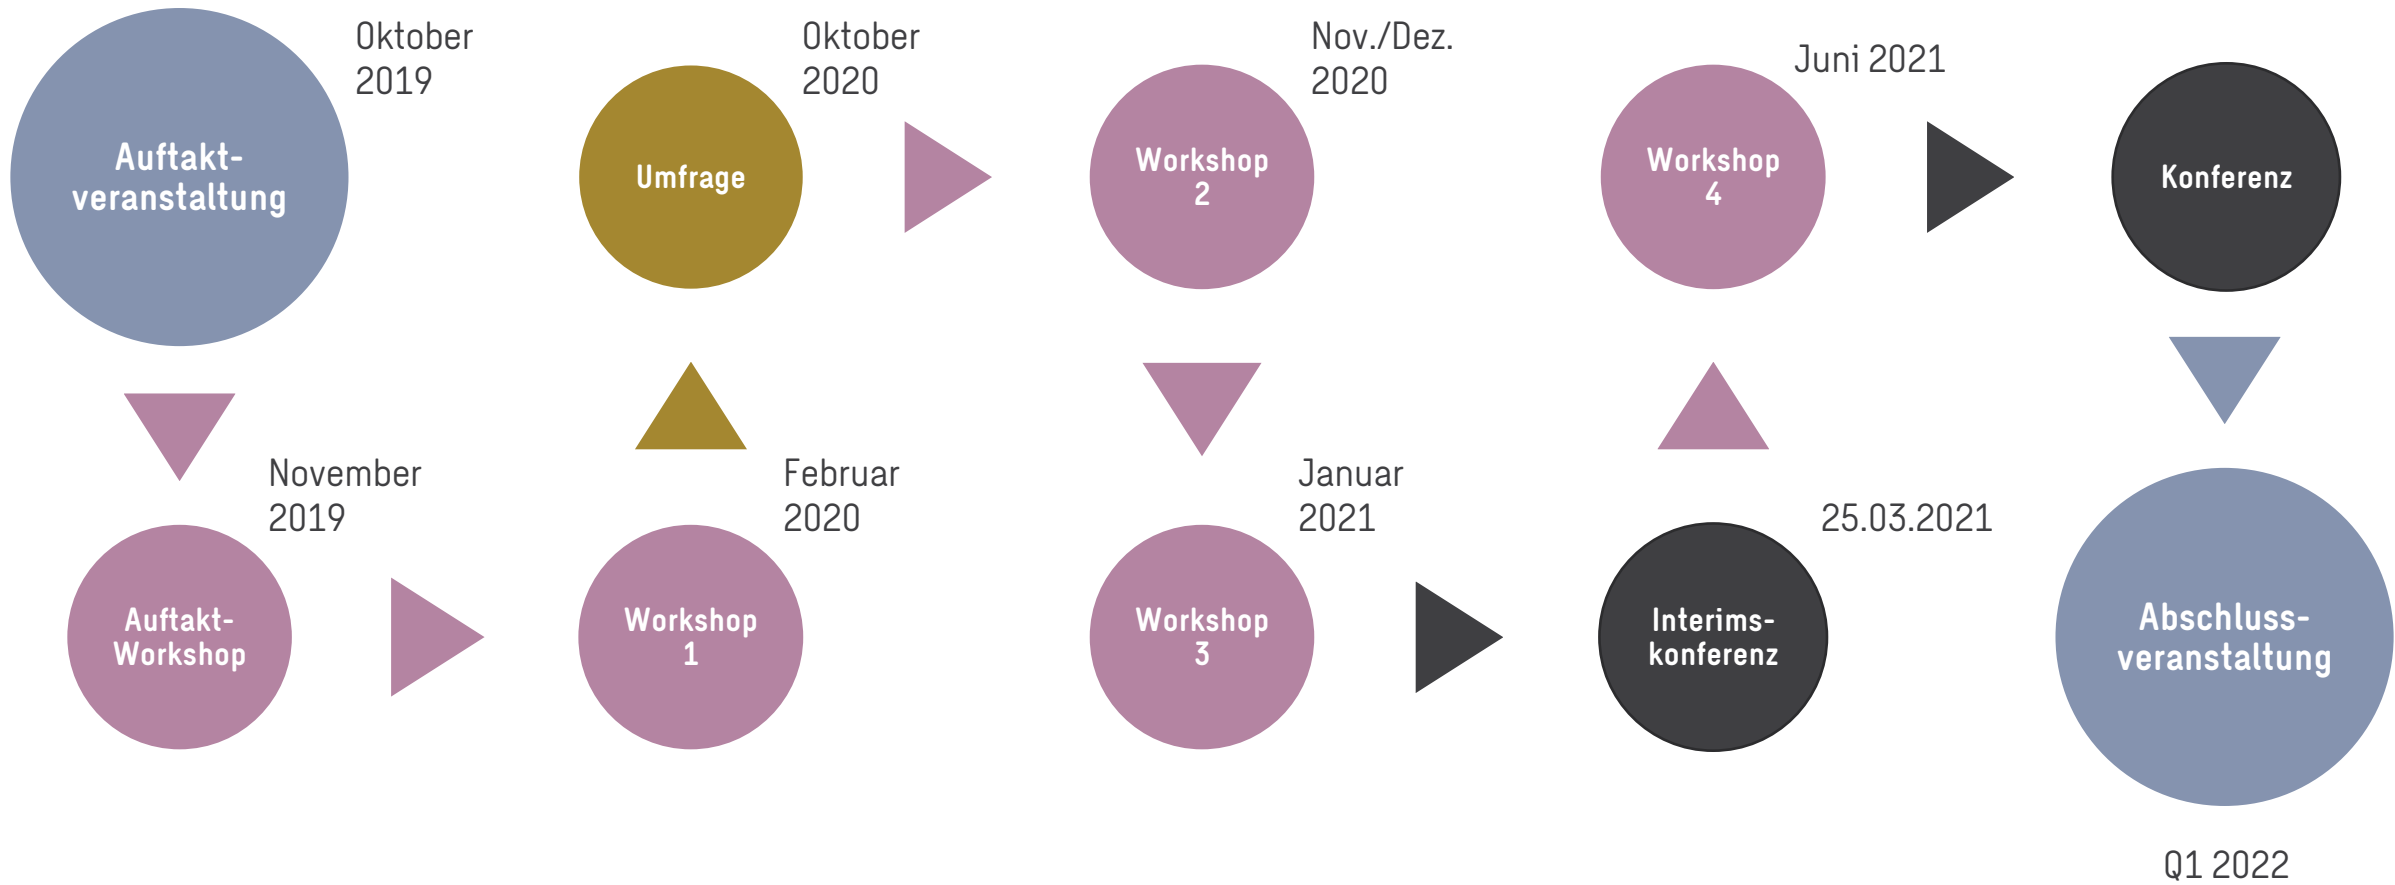 Auftakt-
veranstaltung
Oktober
2019
Auftakt-
Workshop
November
2019
Workshop
1
Februar
2020
Umfrage
Oktober
2020
Workshop
2
Nov./Dez.
2020
Workshop
3
Januar
2021
Interims-
konferenz
25.03.2021
Workshop
4
Juni 2021
Konferenz
Abschluss-
veranstaltung
Q1 2022